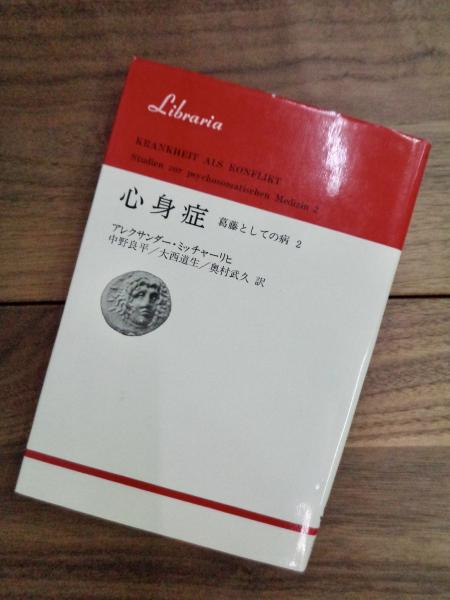 Libraria
KRANKHEIT ALS KONFLIKT
Studien zur psychosomatischen Medizin 2
心身症 葛藤としての病 2
アレクサンダー・ミッチャーリヒ
中野良平/大西道生/奥村武久 訳